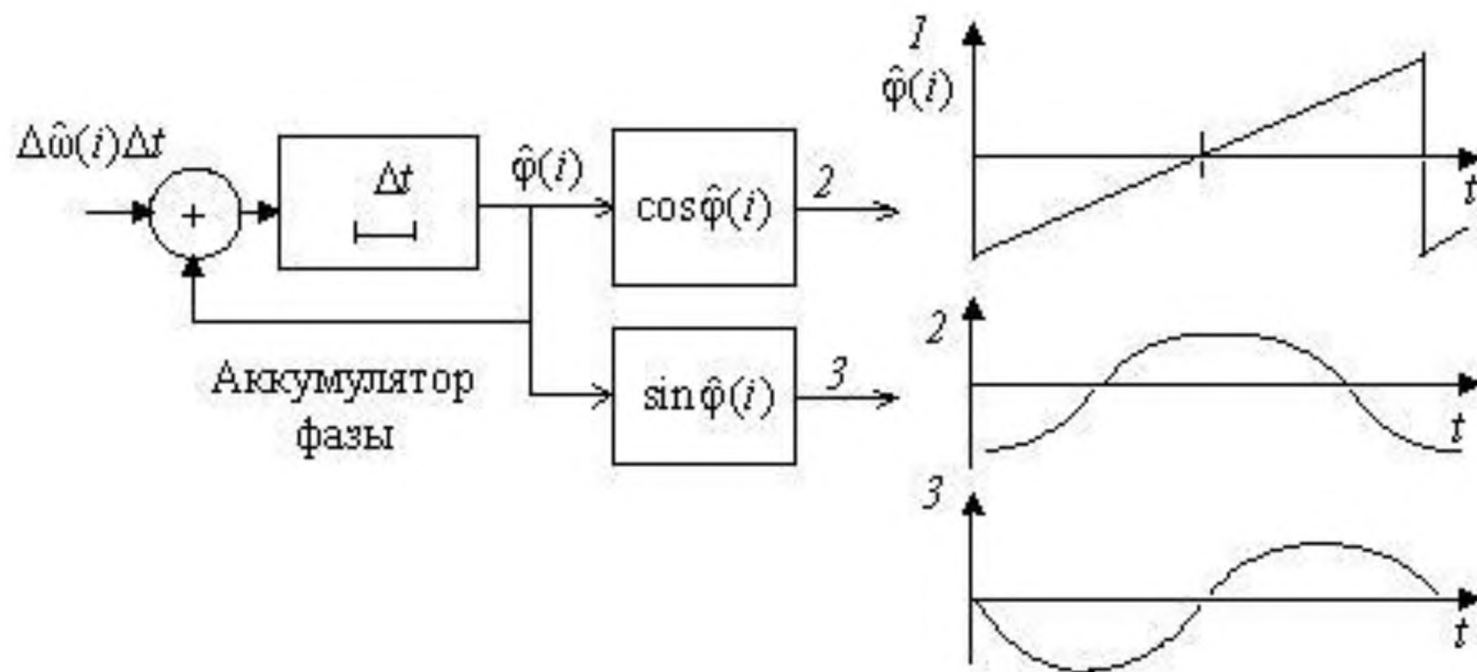 Δω̂(i)Δt
+
Δt
φ̂(i)
cosφ̂(i)
2
sinφ̂(i)
3
Аккумулятор
фазы
1
φ̂(i)
t
2
t
3
t